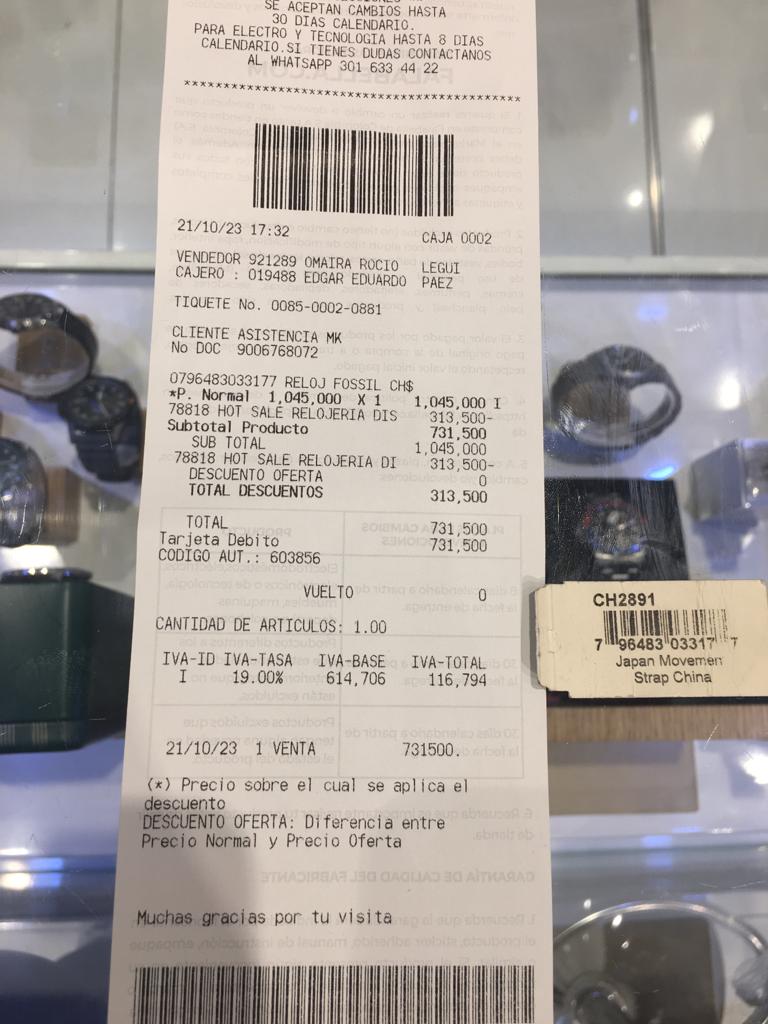 SE ACEPTAN CAMBIOS HASTA
30 DIAS CALENDARIO.
PARA ELECTRO Y TECNOLOGIA HASTA 8 DIAS
CALENDARIO.SI TIENES DUDAS CONTACTANOS
AL WHATSAPP 301 633 44 22
****************************************
21/10/23 17:32 CAJA 0002
VENDEDOR 921289 OMAIRA ROCIO LEGUI
CAJERO : 019488 EDGAR EDUARDO PAEZ
TIQUETE No. 0085-0002-0881
CLIENTE ASISTENCIA MK
No DOC 9006768072
0796483033177 RELOJ FOSSIL CH$
*P. Normal 1,045,000 X 1 1,045,000 I
78818 HOT SALE RELOJERIA DIS 313,500-
Subtotal Producto 731,500
SUB TOTAL 1,045,000
78818 HOT SALE RELOJERIA DI 313,500-
DESCUENTO OFERTA 0
TOTAL DESCUENTOS 313,500
TOTAL 731,500
Tarjeta Debito 731,500
CODIGO AUT.: 603856
VUELTO 0
CANTIDAD DE ARTICULOS: 1.00
IVA-ID IVA-TASA IVA-BASE IVA-TOTAL
I 19.00% 614,706 116,794
21/10/23 1 VENTA 731500.
(*) Precio sobre el cual se aplica el
descuento
DESCUENTO OFERTA: Diferencia entre
Precio Normal y Precio Oferta
Muchas gracias por tu visita
CH2891
7 96483 03317 7
Japan Movemen
Strap China